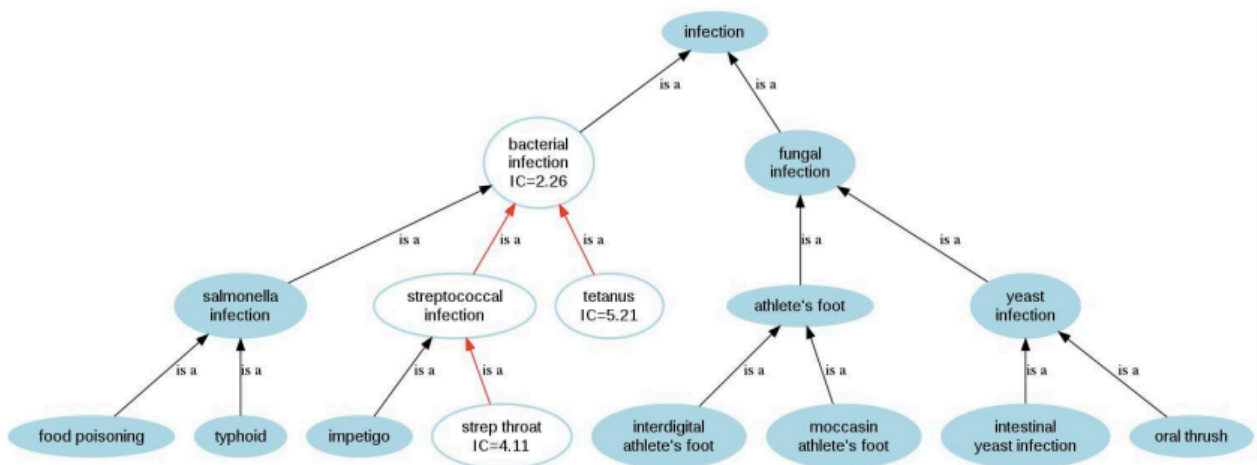 infection
is a
is a
bacterial
infection
IC=2.26
fungal
infection
is a
is a
is a
is a
is a
salmonella
infection
streptococcal
infection
tetanus
IC=5.21
athlete's foot
yeast
infection
is a
is a
is a
is a
is a
is a
is a
is a
food poisoning
typhoid
impetigo
strep throat
IC=4.11
interdigital
athlete's foot
moccasin
athlete's foot
intestinal
yeast infection
oral thrush